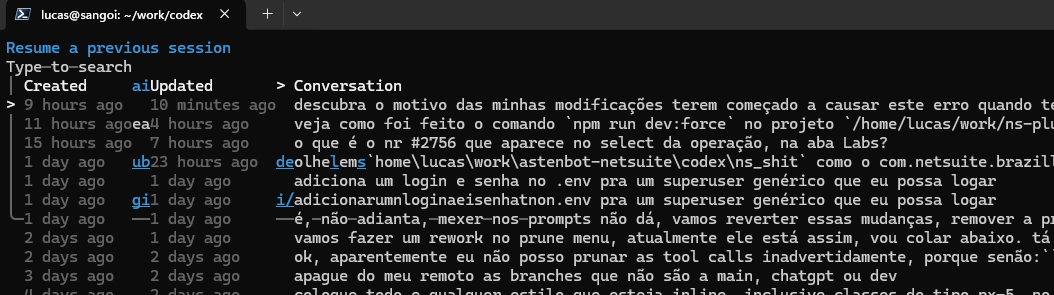 lucas@sangoi: ~/work/codex
Resume a previous session
Type─to─search
Created aiUpdated > Conversation
> 9 hours ago 10 minutes ago descubra o motivo das minhas modificações terem começado a causar este erro quando te
11 hours agoea4 hours ago veja como foi feito o comando `npm run dev:force` no projeto `/home/lucas/work/ns-plu
15 hours ago 7 hours ago o que é o nr #2756 que aparece no select da operação, na aba Labs?
1 day ago ub23 hours ago deolhelems`home\lucas\work\astenbot-netsuite\codex\ns_shit` como o com.netsuite.brazill
1 day ago 1 day ago adiciona um login e senha no .env pra um superuser genérico que eu possa logar
1 day ago gi1 day ago i/adicionarumnloginaeisenhatnon.env pra um superuser genérico que eu possa logar
1 day ago ──1 day ago ──é,─não─adianta,─mexer─nos─prompts não dá, vamos reverter essas mudanças, remover a pr
2 days ago 1 day ago vamos fazer um rework no prune menu, atualmente ele está assim, vou colar abaixo. tá
2 days ago 2 days ago ok, aparentemente eu não posso prunar as tool calls inadvertidamente, porque senão:``
3 days ago 2 days ago apague do meu remoto as branches que não são a main, chatgpt ou dev